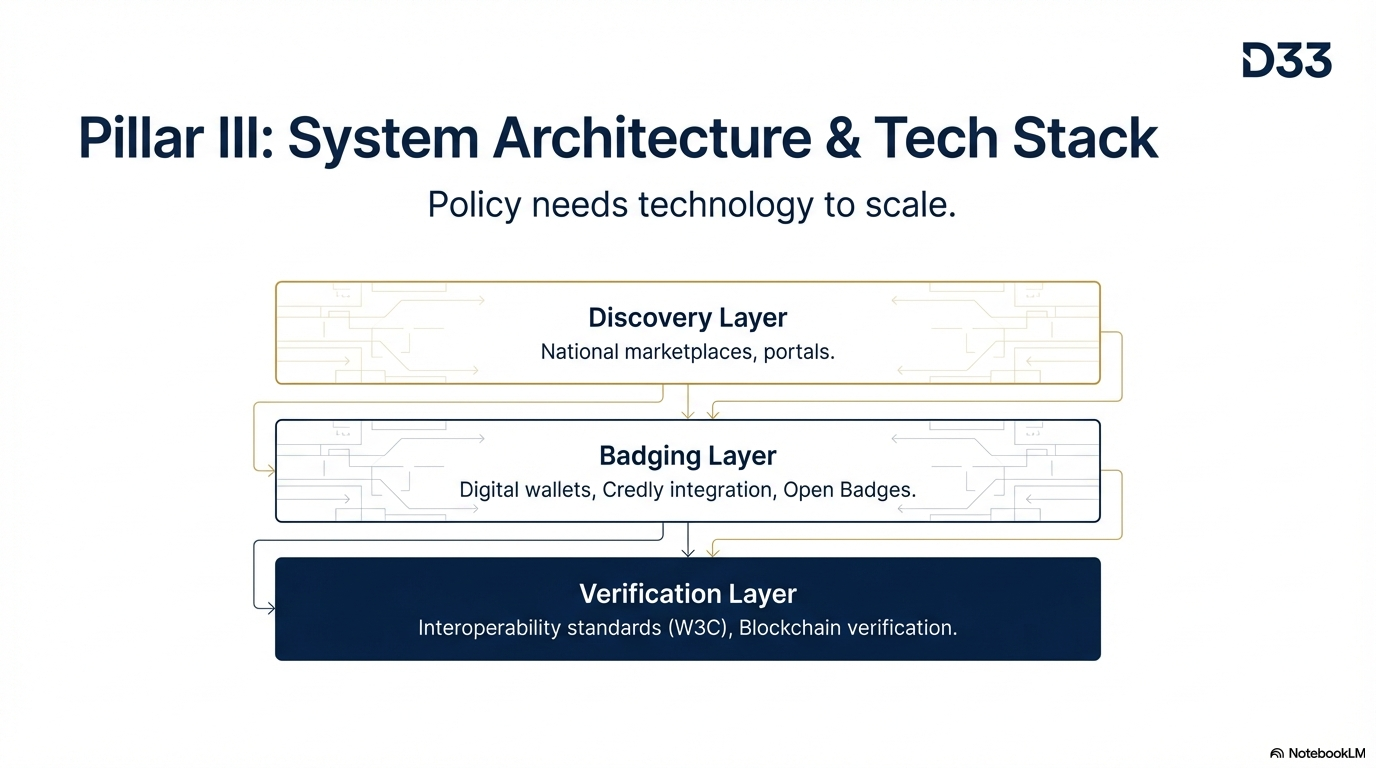 D33
Pillar III: System Architecture & Tech Stack
Policy needs technology to scale.
Discovery Layer
National marketplaces, portals.
Badging Layer
Digital wallets, Credly integration, Open Badges.
Verification Layer
Interoperability standards (W3C), Blockchain verification.
NotebookLM